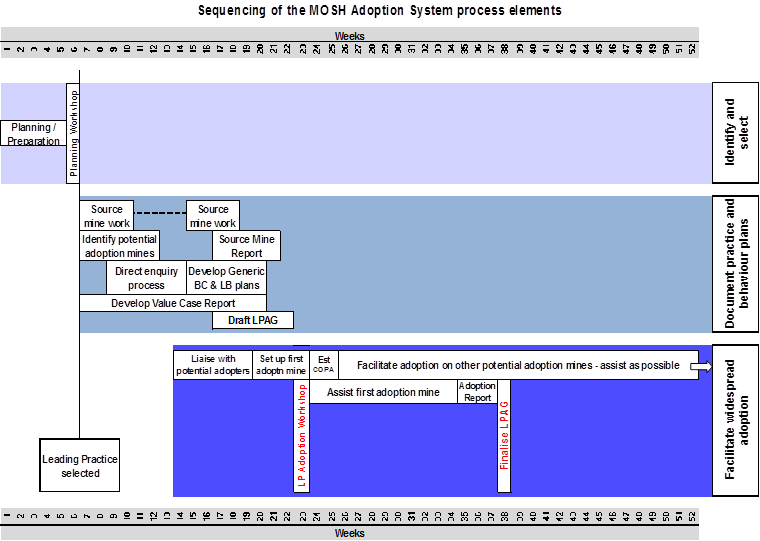 Sequencing of the MOSH Adoption System process elements
Weeks
1 2 3 4 5 6 7 8 9 10 11 12 13 14 15 16 17 18 19 20 21 22 23 24 25 26 27 28 29 30 31 32 33 34 35 36 37 38 39 40 41 42 43 44 45 46 47 48 49 50 51 52
Planning /
Preparation
Planning Workshop
Identify and
select
Source
mine work
Source
mine work
Identify potential
adoption mines
Source Mine
Report
Direct enquiry
process
Develop Generic
BC & LB plans
Develop Value Case Report
Draft LPAG
Document practice and
behaviour plans
Liaise with
potential adopters
Set up first
adoptn mine
Est
COPA
Facilitate adoption on other potential adoption mines - assist as possible
LP Adoption Workshop
Assist first adoption mine
Adoption
Report
Finalise LPAG
Facilitate widespread
adoption
Leading Practice
selected
1 2 3 4 5 6 7 8 9 10 11 12 13 14 15 16 17 18 19 20 21 22 23 24 25 26 27 28 29 30 31 32 33 34 35 36 37 38 39 40 41 42 43 44 45 46 47 48 49 50 51 52
Weeks